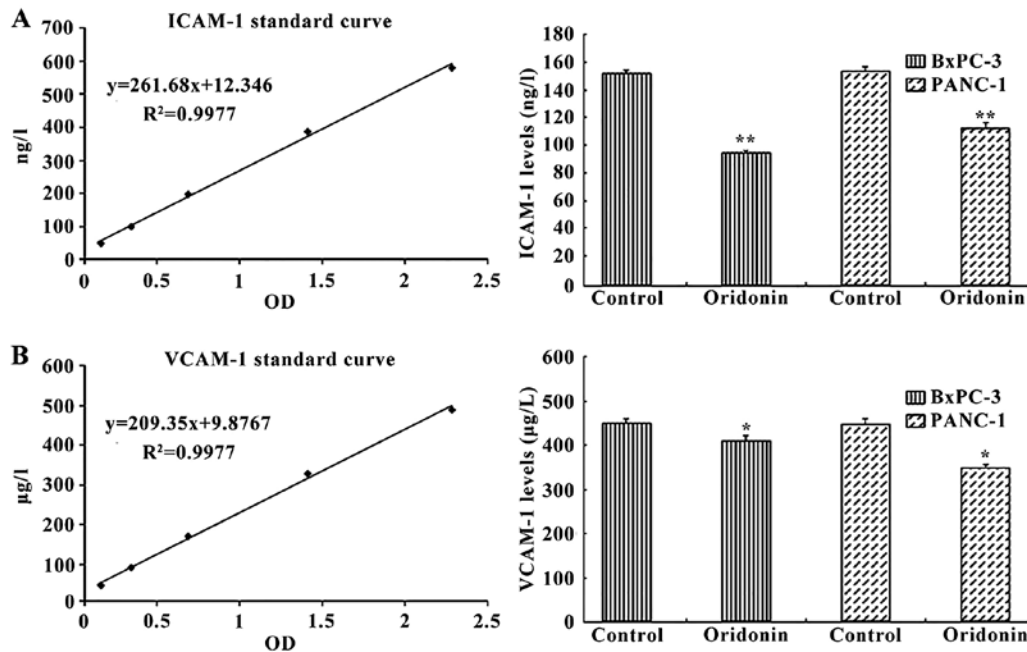 A
ICAM-1 standard curve
700
600
500
400
300
200
100
0
ng/l
y=261.68x+12.346
R²=0.9977
0 0.5 1 1.5 2 2.5
OD
180
160
140
120
100
80
60
40
20
0
ICAM-1 levels (ng/l)
BxPC-3
PANC-1
**
**
Control Oridonin Control Oridonin
B
VCAM-1 standard curve
600
500
400
300
200
100
0
µg/l
y=209.35x+9.8767
R²=0.9977
0 0.5 1 1.5 2 2.5
OD
600
500
400
300
400
100
0
VCAM-1 levels (µg/L)
BxPC-3
PANC-1
*
*
Control Oridonin Control Oridonin